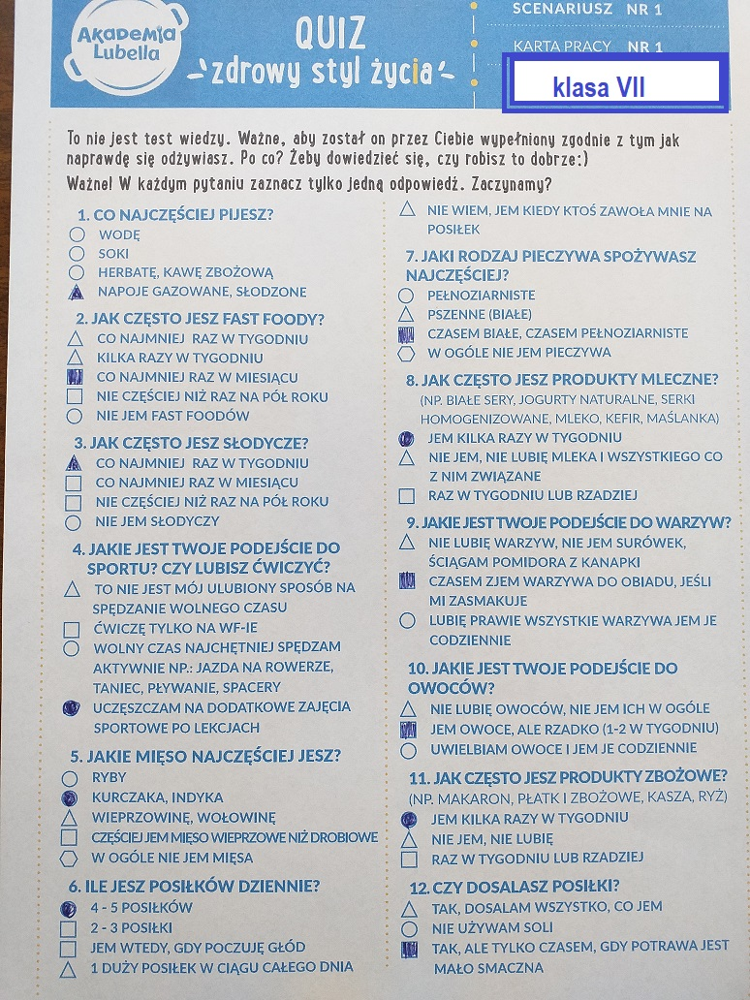 Akademia
Lubella
QUIZ
zdrowy styl życia
SCENARIUSZ NR 1
KARTA PRACY NR 1
klasa VII
To nie jest test wiedzy. Ważne, aby został on przez Ciebie wypełniony zgodnie z tym jak
naprawdę się odżywiasz. Po co? Żeby dowiedzieć się, czy robisz to dobrze:)
Ważne! W każdym pytaniu zaznacz tylko jedną odpowiedź. Zaczynamy?
1. CO NAJCZĘŚCIEJ PIJESZ?
WODĘ
SOKI
HERBATĘ, KAWĘ ZBOŻOWĄ
NAPOJE GAZOWANE, SŁODZONE
2. JAK CZĘSTO JESZ FAST FOODY?
CO NAJMNIEJ RAZ W TYGODNIU
KILKA RAZY W TYGODNIU
CO NAJMNIEJ RAZ W MIESIĄCU
NIE CZĘŚCIEJ NIŻ RAZ NA PÓŁ ROKU
NIE JEM FAST FOODÓW
3. JAK CZĘSTO JESZ SŁODYCZE?
CO NAJMNIEJ RAZ W TYGODNIU
CO NAJMNIEJ RAZ W MIESIĄCU
NIE CZĘŚCIEJ NIŻ RAZ NA PÓŁ ROKU
NIE JEM SŁODYCZY
4. JAKIE JEST TWOJE PODEJŚCIE DO
SPORTU? CZY LUBISZ ĆWICZYĆ?
TO NIE JEST MÓJ ULUBIONY SPOSÓB NA
SPĘDZANIE WOLNEGO CZASU
ĆWICZĘ TYLKO NA WF-IE
WOLNY CZAS NAJCHĘTNIEJ SPĘDZAM
AKTYWNIE NP.: JAZDA NA ROWERZE,
TANIEC, PŁYWANIE, SPACERY
UCZĘSZCZAM NA DODATKOWE ZAJĘCIA
SPORTOWE PO LEKCJACH
5. JAKIE MIĘSO NAJCZĘŚCIEJ JESZ?
RYBY
KURCZAKA, INDYKA
WIEPRZOWINĘ, WOŁOWINĘ
CZĘŚCIEJ JEM MIĘSO WIEPRZOWE NIŻ DROBIOWE
W OGÓLE NIE JEM MIĘSA
6. ILE JESZ POSIŁKÓW DZIENNIE?
4 - 5 POSIŁKÓW
2 - 3 POSIŁKI
JEM WTEDY, GDY POCZUJĘ GŁÓD
1 DUŻY POSIŁEK W CIĄGU CAŁEGO DNIA
NIE WIEM, JEM KIEDY KTOŚ ZAWOŁA MNIE NA
POSIŁEK
7. JAKI RODZAJ PIECZYWA SPOŻYWASZ
NAJCZĘŚCIEJ?
PEŁNOZIARNISTE
PSZENNE (BIAŁE)
CZASEM BIAŁE, CZASEM PEŁNOZIARNISTE
W OGÓLE NIE JEM PIECZYWA
8. JAK CZĘSTO JESZ PRODUKTY MLECZNE?
(NP. BIAŁE SERY, JOGURTY NATURALNE, SERKI
HOMOGENIZOWANE, MLEKO, KEFIR, MAŚLANKA)
JEM KILKA RAZY W TYGODNIU
NIE JEM, NIE LUBIĘ MLEKA I WSZYSTKIEGO CO
Z NIM ZWIĄZANE
RAZ W TYGODNIU LUB RZADZIEJ
9. JAKIE JEST TWOJE PODEJŚCIE DO WARZYW?
NIE LUBIĘ WARZYW, NIE JEM SURÓWEK,
ŚCIĄGAM POMIDORA Z KANAPKI
CZASEM ZJEM WARZYWA DO OBIADU, JEŚLI
MI ZASMAKUJE
LUBIĘ PRAWIE WSZYSTKIE WARZYWA JEM JE
CODZIENNIE
10. JAKIE JEST TWOJE PODEJŚCIE DO
OWOCÓW?
NIE LUBIĘ OWOCÓW, NIE JEM ICH W OGÓLE
JEM OWOCE, ALE RZADKO (1-2 W TYGODNIU)
UWIELBIAM OWOCE I JEM JE CODZIENNIE
11. JAK CZĘSTO JESZ PRODUKTY ZBOŻOWE?
(NP. MAKARON, PŁATK I ZBOŻOWE, KASZA, RYŻ)
JEM KILKA RAZY W TYGODNIU
NIE JEM, NIE LUBIĘ
RAZ W TYGODNIU LUB RZADZIEJ
12. CZY DOSALASZ POSIŁKI?
TAK, DOSALAM WSZYSTKO, CO JEM
NIE UŻYWAM SOLI
TAK, ALE TYLKO CZASEM, GDY POTRAWA JEST
MAŁO SMACZNA